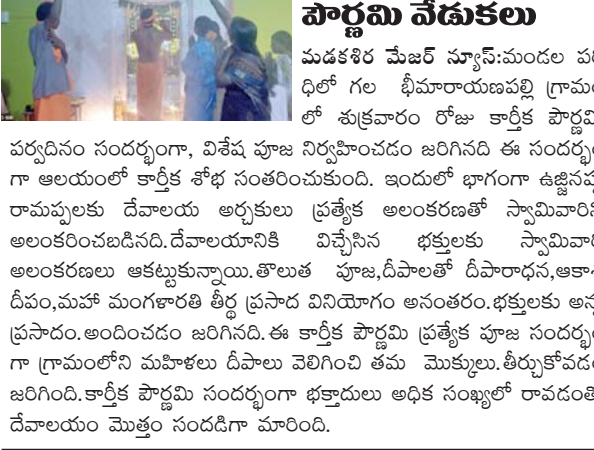 పౌర్ణమి వేడుకలు
మడకశిర మేజర్ న్యూస్:మండల పరి
ధిలో గల భీమారాయణపల్లి గ్రామం
లో శుక్రవారం రోజు కార్తీక పౌర్ణమి
పర్వదినం సందర్భంగా, విశేష పూజ నిర్వహించడం జరిగినది ఈ సందర్భం
గా ఆలయంలో కార్తీక శోభ సంతరించుకుంది. ఇందులో భాగంగా ఉజ్జినప్ప
రామప్పలకు దేవాలయ అర్చకులు ప్రత్యేక అలంకరణతో స్వామివారిని
అలంకరించబడినది.దేవాలయానికి విచ్చేసిన భక్తులకు స్వామివారి
అలంకరణలు ఆకట్టుకున్నాయి.తొలుత పూజ,దీపాలతో దీపారాధన,ఆకాశ
దీపం,మహా మంగళారతి తీర్థ ప్రసాద వినియోగం అనంతరం.భక్తులకు అన్న
ప్రసాదం.అందించడం జరిగినది.ఈ కార్తీక పౌర్ణమి ప్రత్యేక పూజ సందర్భం
గా గ్రామంలోని మహిళలు దీపాలు వెలిగించి తమ మొక్కులు.తీర్చుకోవడం
జరిగింది.కార్తీక పౌర్ణమి సందర్భంగా భక్తాదులు అధిక సంఖ్యలో రావడంతో
దేవాలయం మొత్తం సందడిగా మారింది.